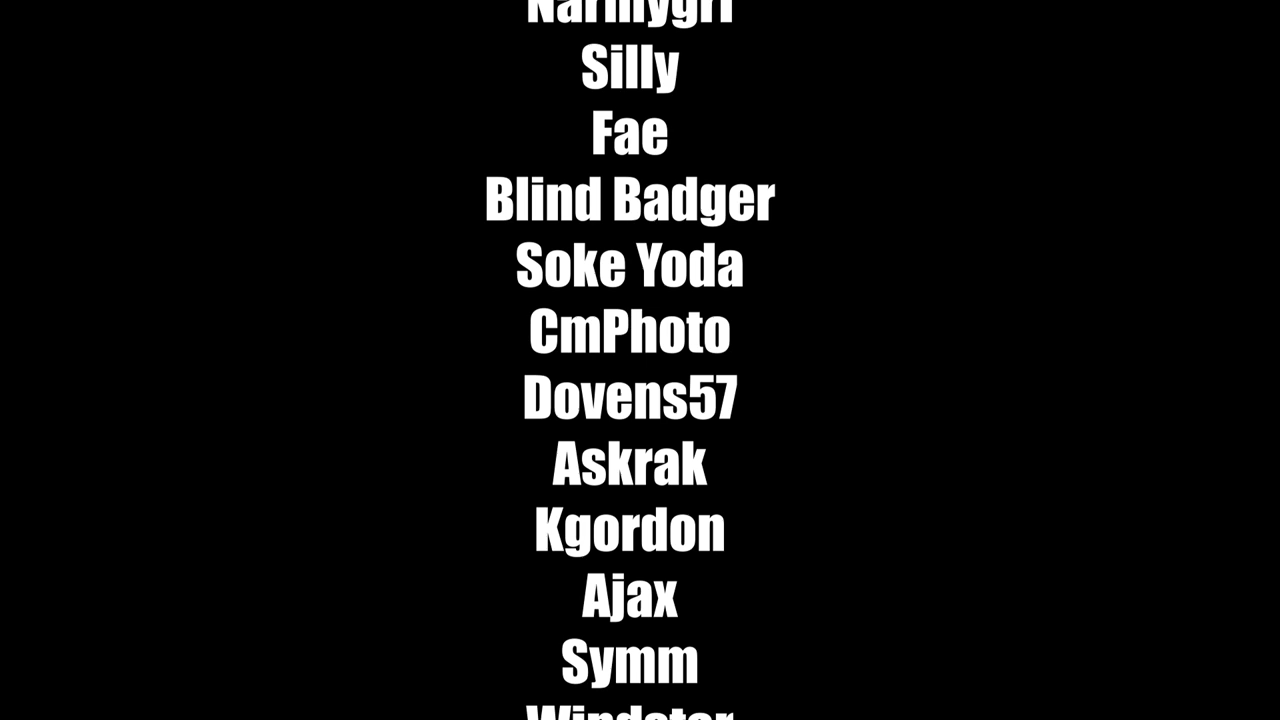 Silly
Fae
Blind Badger
Soke Yoda
CmPhoto
Dovens57
Askrak
Kgordon
Ajax
Symm